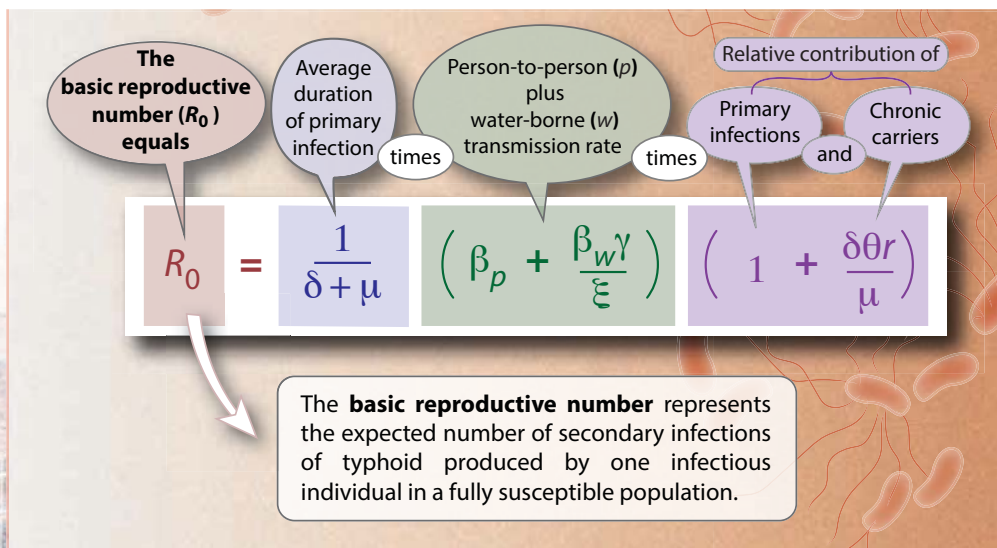 The
basic reproductive
number (R₀)
equals
Average
duration
of primary
infection
times
Person-to-person (p)
plus
water-borne (w)
transmission rate
times
Relative contribution of
Primary
infections
and
Chronic
carriers
R₀ = 1/(δ + μ) (βₚ + β_wγ/ξ) (1 + δθr/μ)
The basic reproductive number represents
the expected number of secondary infections
of typhoid produced by one infectious
individual in a fully susceptible population.